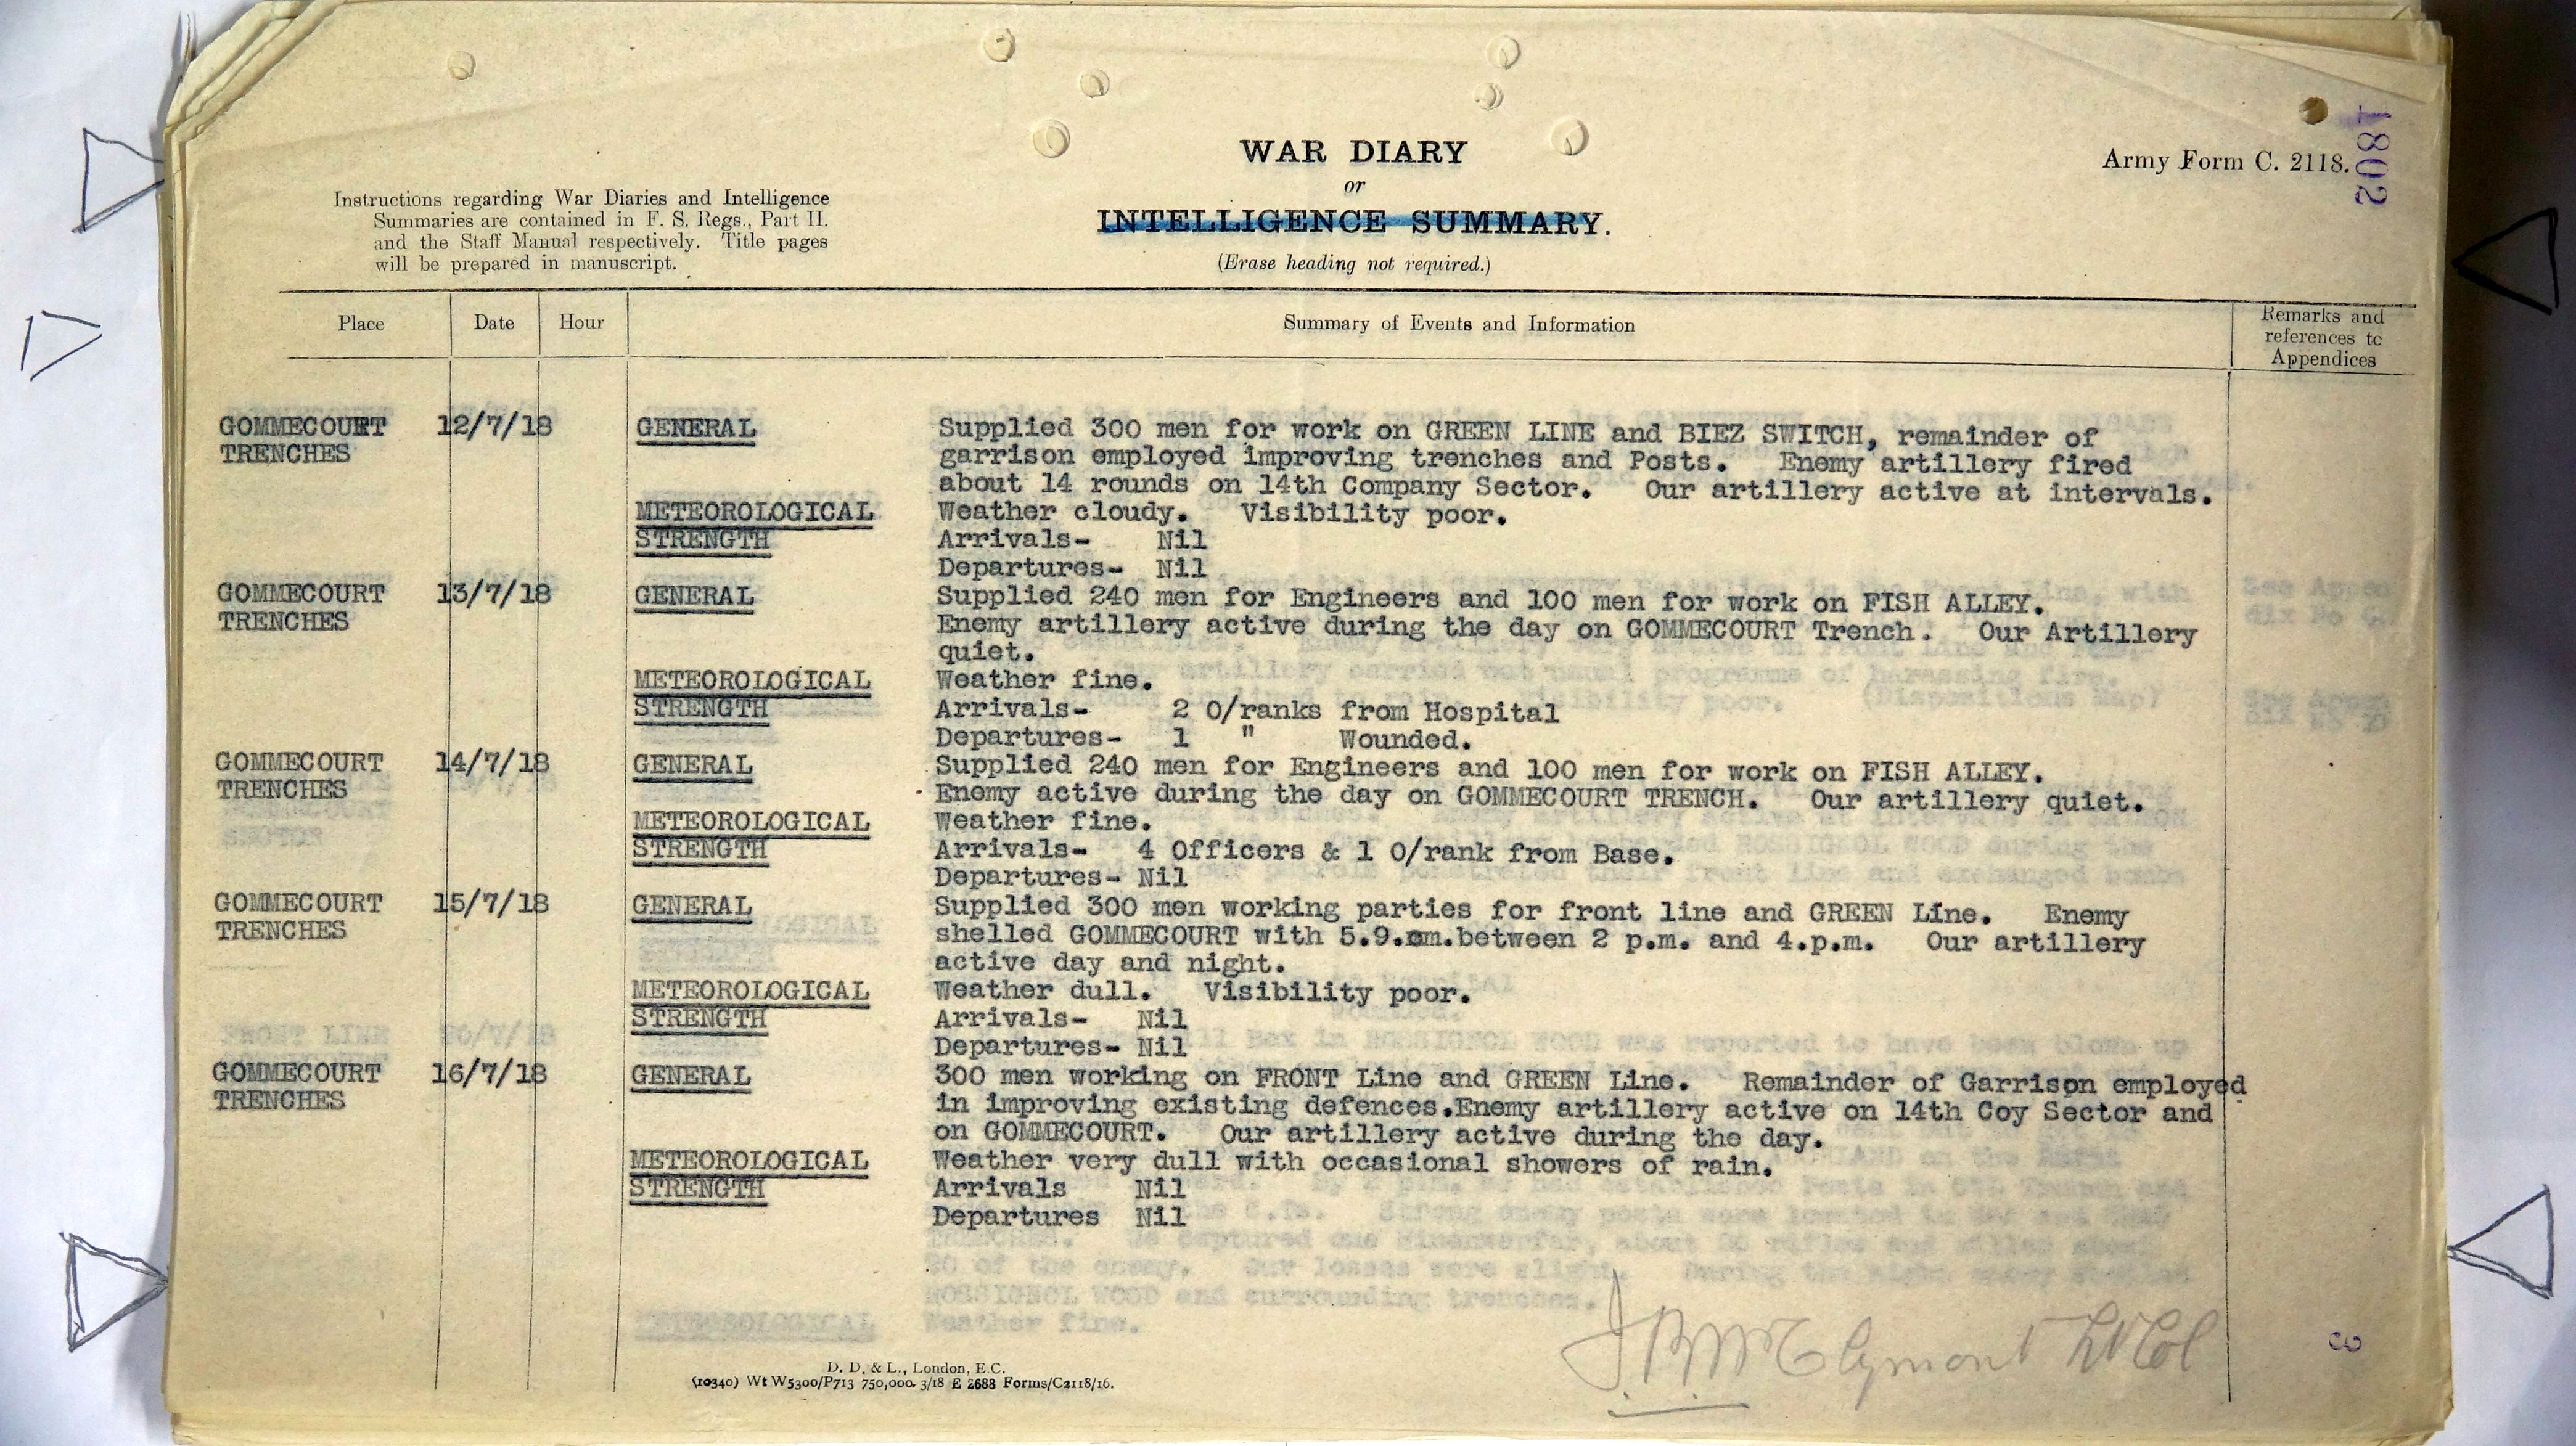 1802
WAR DIARY
or
INTELLIGENCE SUMMARY.
(Erase heading not required.)
Army Form C. 2118.
Instructions regarding War Diaries and Intelligence
Summaries are contained in F. S. Regs., Part II.
and the Staff Manual respectively. Title pages
will be prepared in manuscript.
Place Date Hour Summary of Events and Information Remarks and references to Appendices
GOMMECOURT 12/7/18 GENERAL Supplied 300 men for work on GREEN LINE and BIEZ SWITCH, remainder of
TRENCHES garrison employed improving trenches and Posts. Enemy artillery fired
about 14 rounds on 14th Company Sector. Our artillery active at intervals.
METEOROLOGICAL Weather cloudy. Visibility poor.
STRENGTH Arrivals- Nil
Departures- Nil
GOMMECOURT 13/7/18 GENERAL Supplied 240 men for Engineers and 100 men for work on FISH ALLEY.
TRENCHES Enemy artillery active during the day on GOMMECOURT Trench. Our Artillery
quiet.
METEOROLOGICAL Weather fine.
STRENGTH Arrivals- 2 O/ranks from Hospital
Departures- 1 " Wounded.
GOMMECOURT 14/7/18 GENERAL Supplied 240 men for Engineers and 100 men for work on FISH ALLEY.
TRENCHES Enemy active during the day on GOMMECOURT TRENCH. Our artillery quiet.
METEOROLOGICAL Weather fine.
STRENGTH Arrivals- 4 Officers & 1 O/rank from Base.
Departures- Nil
GOMMECOURT 15/7/18 GENERAL Supplied 300 men working parties for front line and GREEN Line. Enemy
TRENCHES shelled GOMMECOURT with 5.9.cm.between 2 p.m. and 4.p.m. Our artillery
active day and night.
METEOROLOGICAL Weather dull. Visibility poor.
STRENGTH Arrivals- Nil
Departures- Nil
GOMMECOURT 16/7/18 GENERAL 300 men working on FRONT Line and GREEN Line. Remainder of Garrison employed
TRENCHES in improving existing defences.Enemy artillery active on 14th Coy Sector and
on GOMMECOURT. Our artillery active during the day.
METEOROLOGICAL Weather very dull with occasional showers of rain.
STRENGTH Arrivals Nil
Departures Nil
McClymont Lt Col
3
D. D. & L., London, E.C.
(10340) Wt W5300/P713 750,000. 3/18 E 2688 Forms/C2118/16.